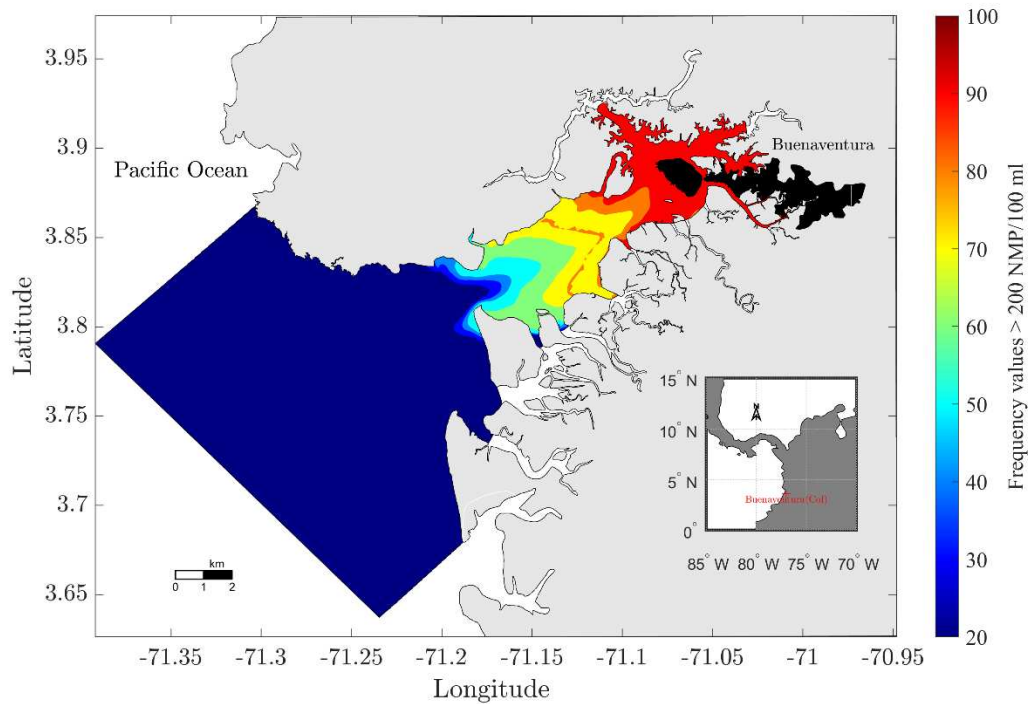 3.95
3.9
3.85
3.8
3.75
3.7
3.65
Latitude
Pacific Ocean
Buenaventura
km
0 1 2
-71.35 -71.3 -71.25 -71.2 -71.15 -71.1 -71.05 -71 -70.95
Longitude
15° N
10° N
5° N
0°
N
Buenaventura(Col)
85° W 80° W 75° W 70° W
100
90
80
70
60
50
40
30
20
Frequency values > 200 NMP/100 ml